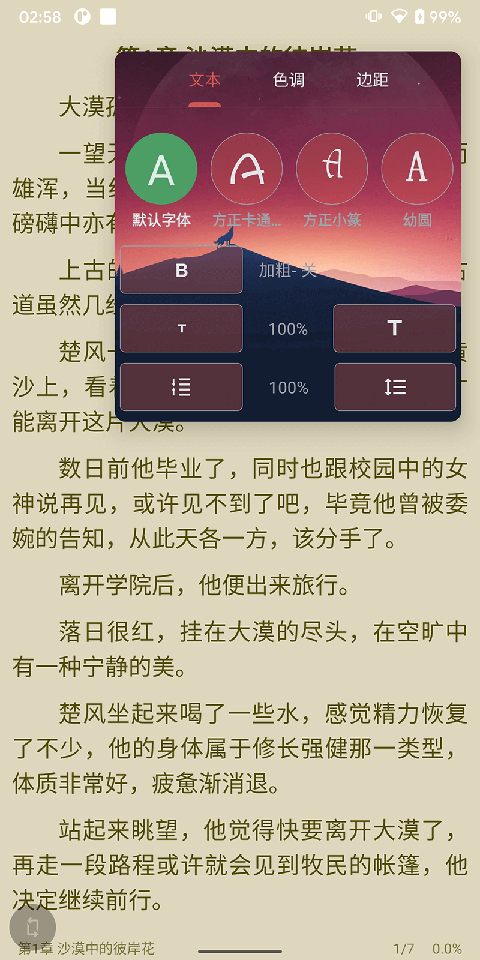 02:58
99%
第1章 沙漠中的彼岸花
文本 色调 边距
大漠孤
一望无
雄浑，当
磅礴中亦有
A A A A
默认字体 方正卡通... 方正小篆 幼圆
上古的
道虽然几经
B 加粗- 关
楚风一
T 100% T
沙上，看着
100%
能离开这片大漠。
数日前他毕业了，同时也跟校园中的女
神说再见，或许见不到了吧，毕竟他曾被委
婉的告知，从此天各一方，该分手了。
离开学院后，他便出来旅行。
落日很红，挂在大漠的尽头，在空旷中
有一种宁静的美。
楚风坐起来喝了一些水，感觉精力恢复
了不少，他的身体属于修长强健那一类型，
体质非常好，疲惫渐消退。
站起来眺望，他觉得快要离开大漠了，
再走一段路程或许就会见到牧民的帐篷，他
决定继续前行。
第1章 沙漠中的彼岸花 1/7 0.0%